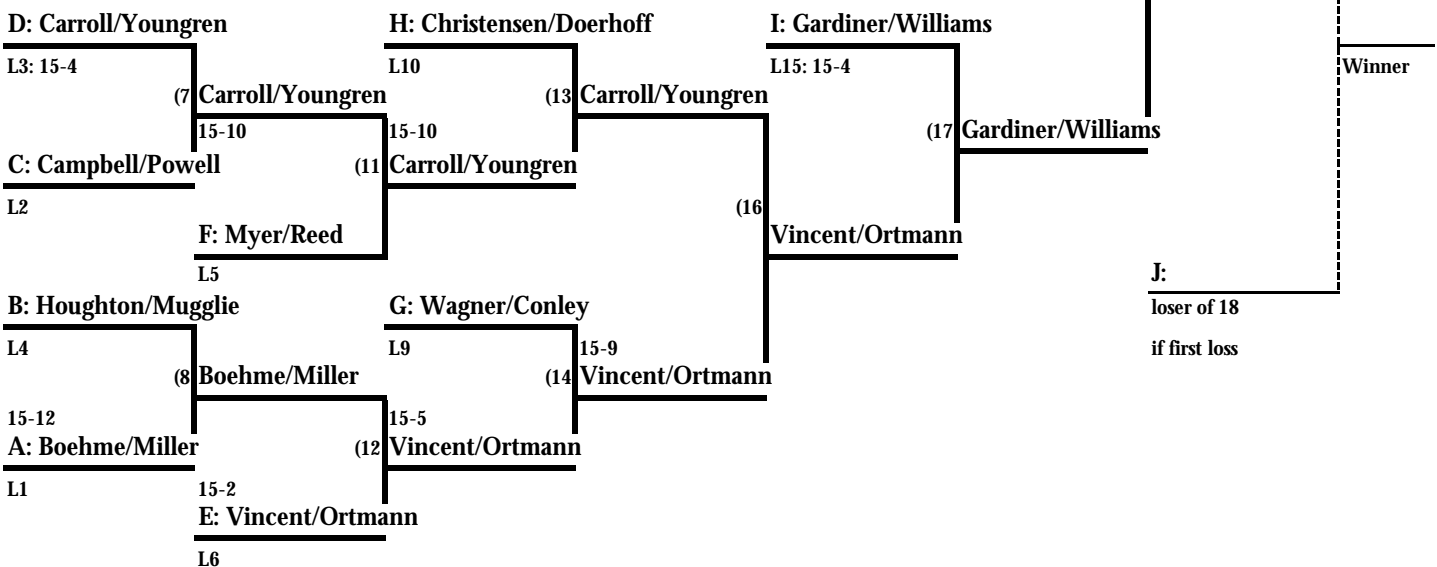 D: Carroll/Youngren
H: Christensen/Doerhoff
I: Gardiner/Williams
L3: 15-4
L10
L15: 15-4
Winner
(7 Carroll/Youngren
(13 Carroll/Youngren
15-10
15-10
(17 Gardiner/Williams
C: Campbell/Powell
(11 Carroll/Youngren
L2
(16
F: Myer/Reed
Vincent/Ortmann
L5
J:
B: Houghton/Mugglie
G: Wagner/Conley
loser of 18
L4
L9
15-9
if first loss
(8 Boehme/Miller
(14 Vincent/Ortmann
15-12
15-5
A: Boehme/Miller
(12 Vincent/Ortmann
L1
15-2
E: Vincent/Ortmann
L6